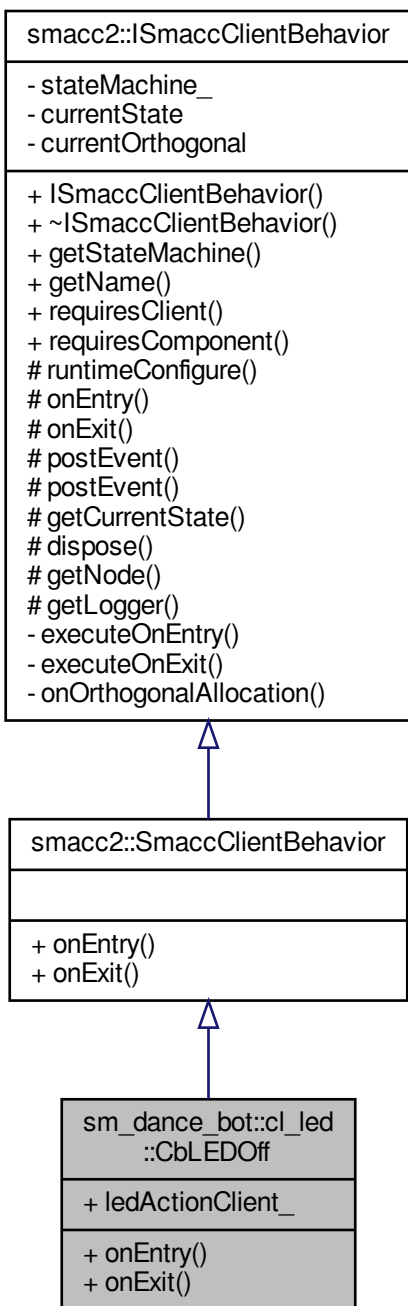 smacc2::ISmaccClientBehavior
- stateMachine_
- currentState
- currentOrthogonal
+ ISmaccClientBehavior()
+ ~ISmaccClientBehavior()
+ getStateMachine()
+ getName()
+ requiresClient()
+ requiresComponent()
# runtimeConfigure()
# onEntry()
# onExit()
# postEvent()
# postEvent()
# getCurrentState()
# dispose()
# getNode()
# getLogger()
- executeOnEntry()
- executeOnExit()
- onOrthogonalAllocation()
smacc2::SmaccClientBehavior
+ onEntry()
+ onExit()
sm_dance_bot::cl_led
::CbLEDOff
+ ledActionClient_
+ onEntry()
+ onExit()